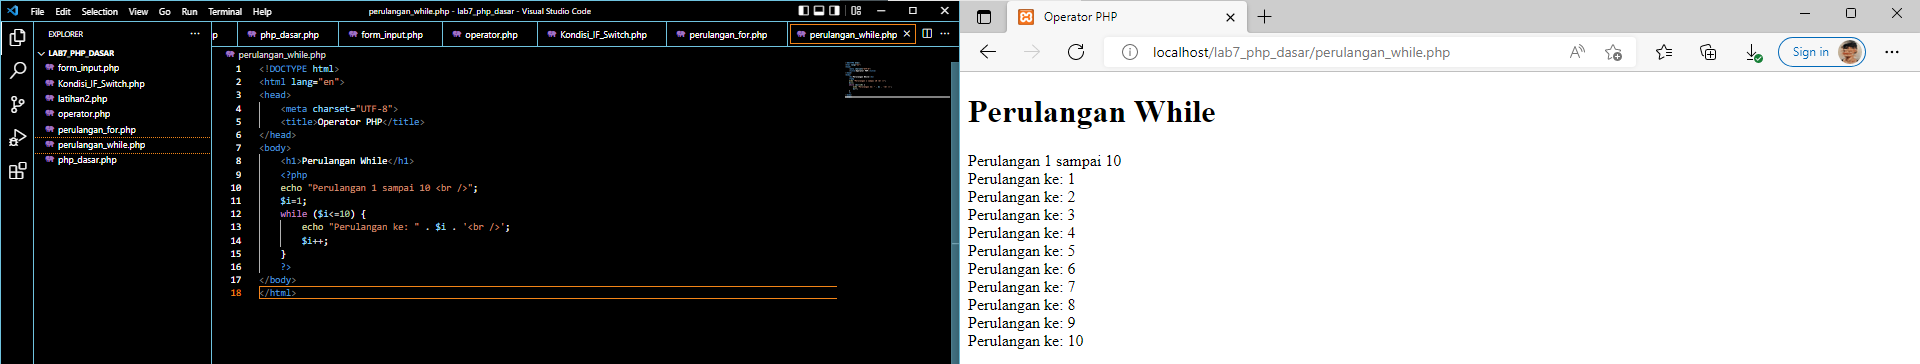 File Edit Selection View Go Run Terminal Help perulangan_while.php - lab7_php_dasar - Visual Studio Code
EXPLORER ···
LAB7_PHP_DASAR
form_input.php
Kondisi_IF_Switch.php
latihan2.php
operator.php
perulangan_for.php
perulangan_while.php
php_dasar.php
p php_dasar.php form_input.php operator.php Kondisi_IF_Switch.php perulangan_for.php perulangan_while.php ···
perulangan_while.php
1 <!DOCTYPE html>
2 <html lang="en">
3 <head>
4 <meta charset="UTF-8">
5 <title>Operator PHP</title>
6 </head>
7 <body>
8 <h1>Perulangan While</h1>
9 <?php
10 echo "Perulangan 1 sampai 10 <br />";
11 $i=1;
12 while ($i<=10) {
13 echo "Perulangan ke: " . $i . '<br />';
14 $i++;
15 }
16 ?>
17 </body>
18 </html>
Operator PHP
localhost/lab7_php_dasar/perulangan_while.php
Sign in
Perulangan While
Perulangan 1 sampai 10
Perulangan ke: 1
Perulangan ke: 2
Perulangan ke: 3
Perulangan ke: 4
Perulangan ke: 5
Perulangan ke: 6
Perulangan ke: 7
Perulangan ke: 8
Perulangan ke: 9
Perulangan ke: 10